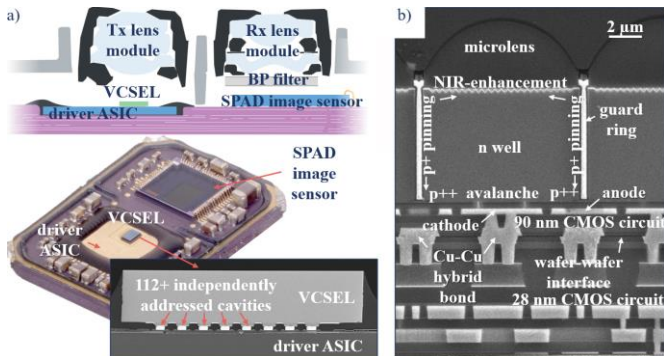 a)
Tx lens
module
Rx lens
module
BP filter
VCSEL
SPAD image sensor
driver ASIC
SPAD
image
sensor
VCSEL
driver
ASIC
112+ independently
addressed cavities
VCSEL
driver ASIC
b)
2 µm
microlens
NIR-enhancement
p+ pinning
p+ pinning
guard
ring
n well
p++
avalanche
p++
anode
cathode
90 nm CMOS circuit
Cu-Cu
hybrid
bond
wafer-wafer
interface
28 nm CMOS circuit